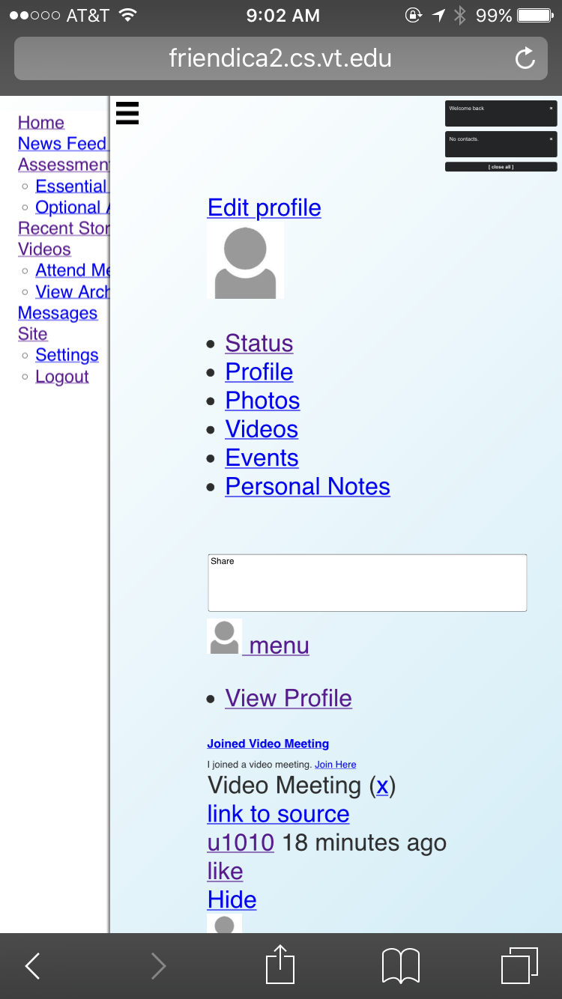 AT&T 9:02 AM 99%
friendica2.cs.vt.edu
Home
News Feed
Assessmen
Essential
Optional A
Recent Stor
Videos
Attend Me
View Arch
Messages
Site
Settings
Logout
Welcome back ×
No contacts. ×
[ close all ]
Edit profile
Status
Profile
Photos
Videos
Events
Personal Notes
Share
menu
View Profile
Joined Video Meeting
I joined a video meeting. Join Here
Video Meeting (x)
link to source
u1010 18 minutes ago
like
Hide